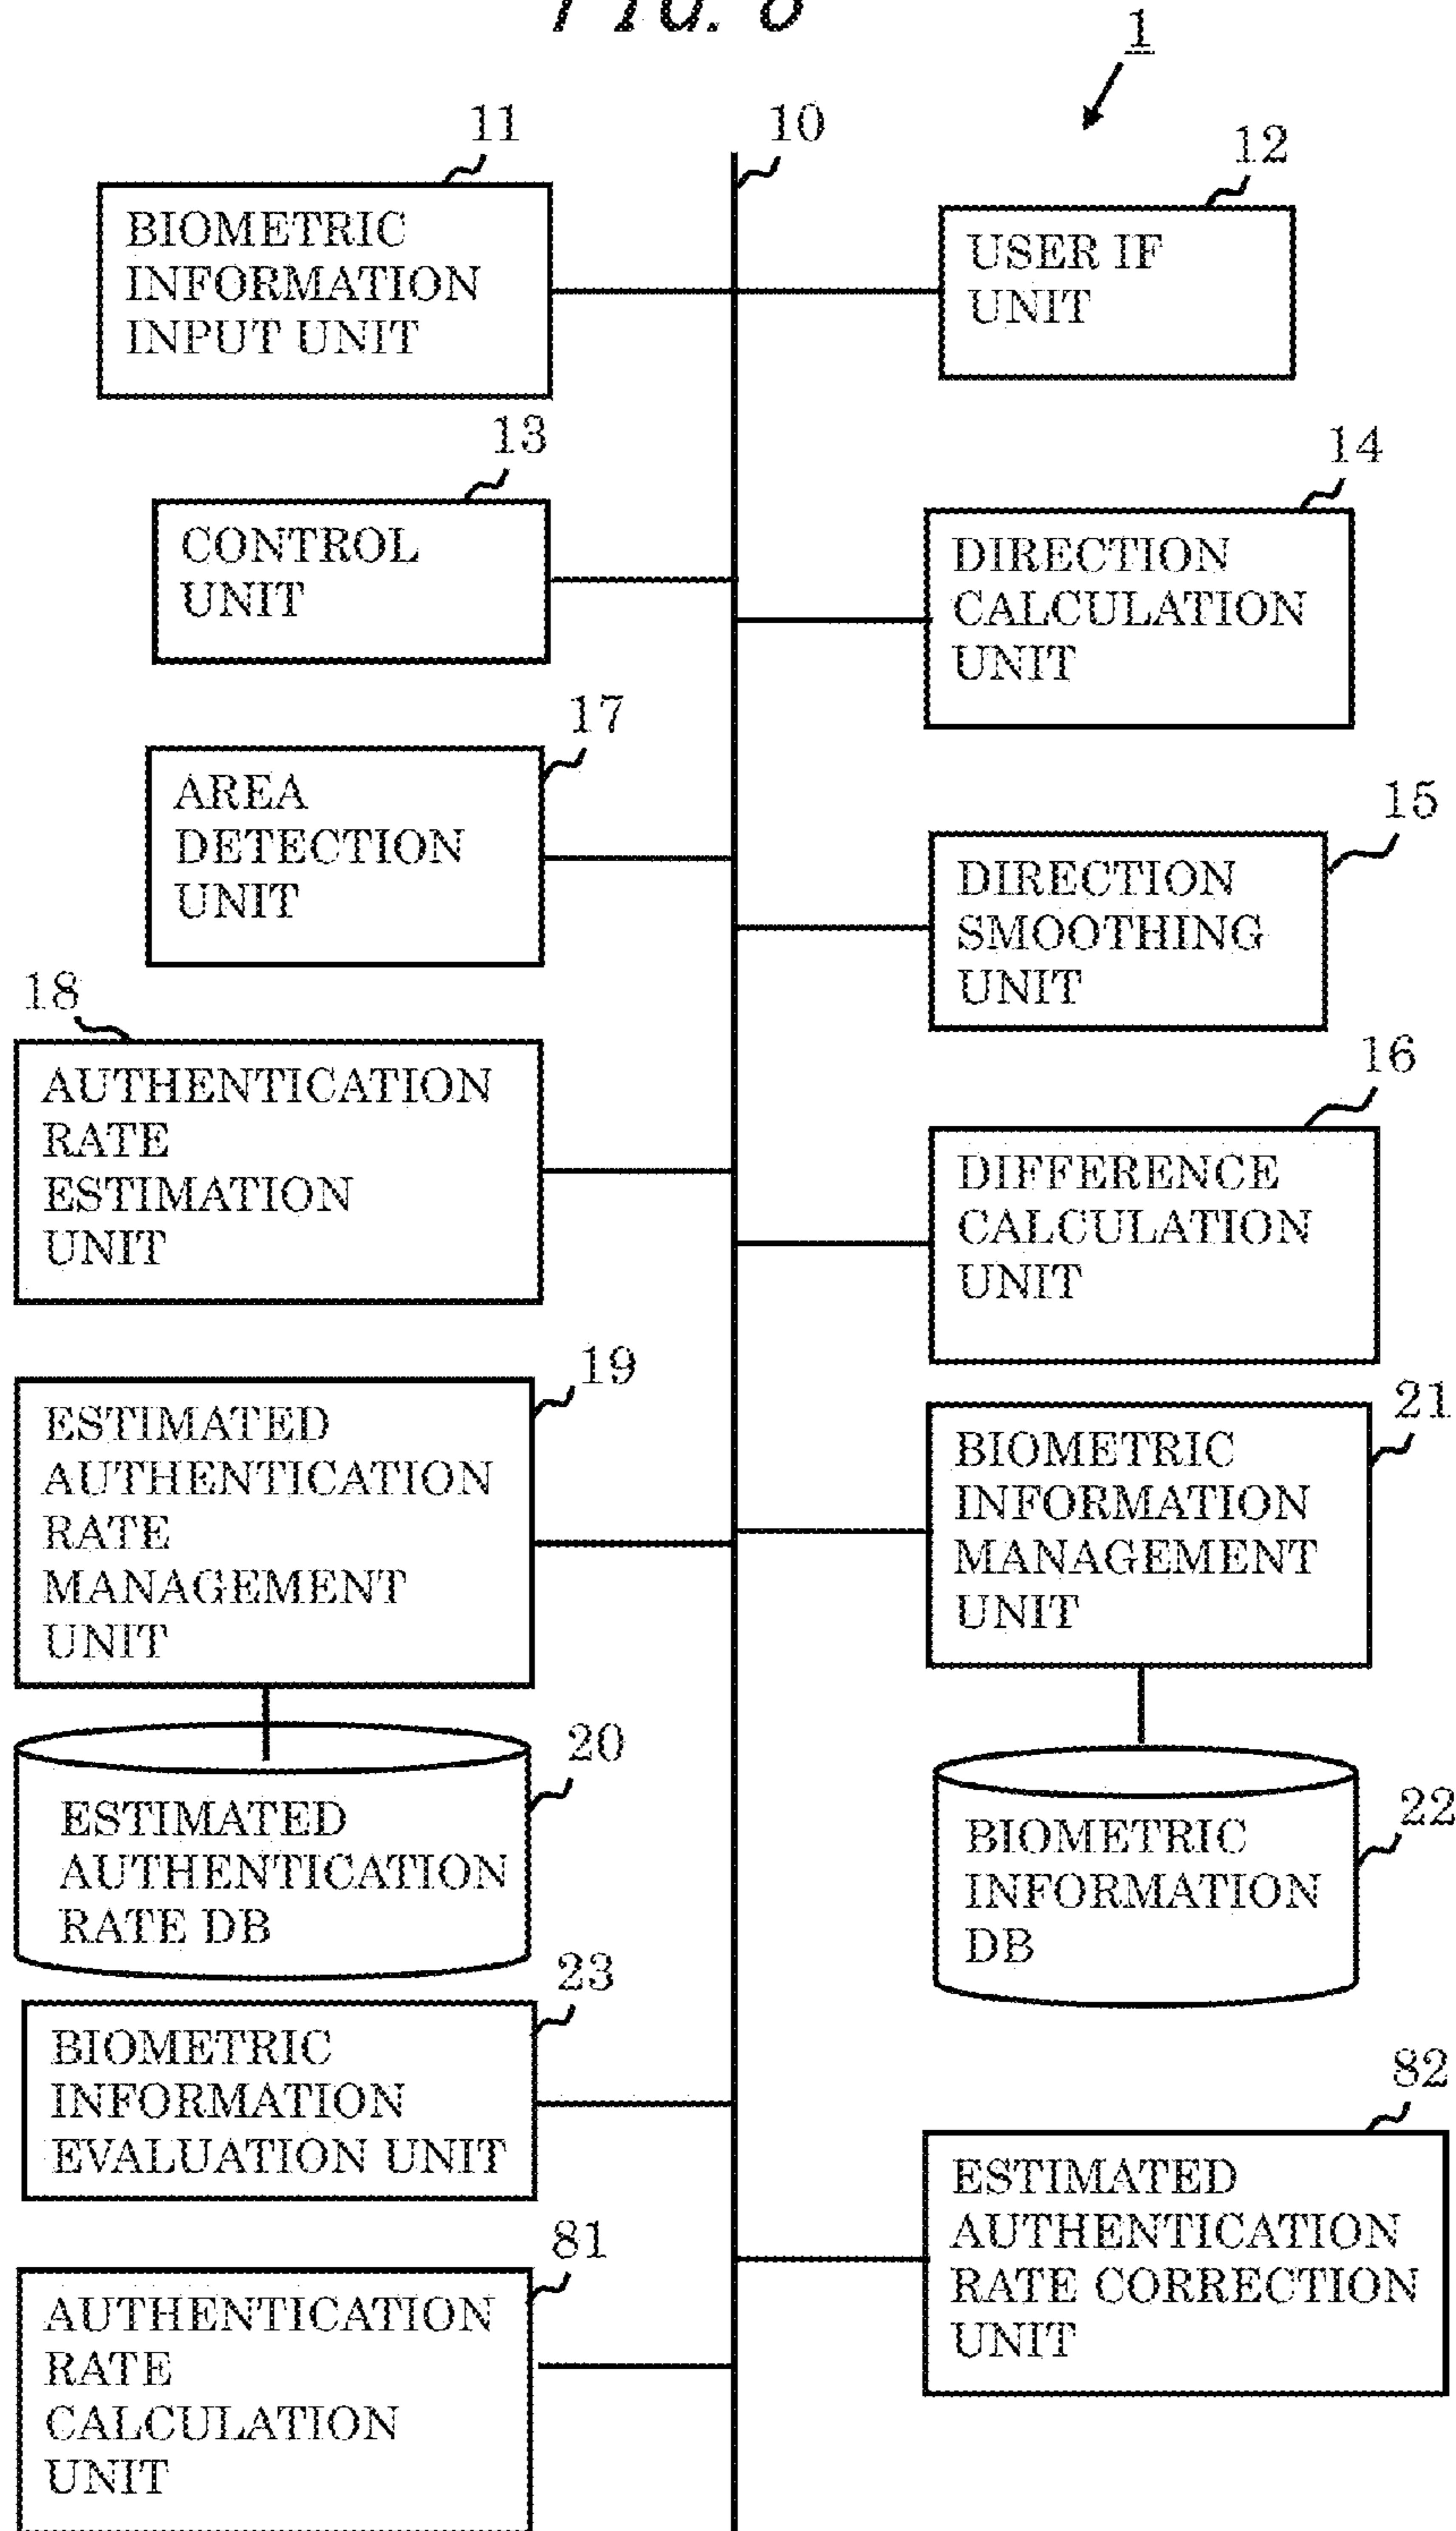 FIG. 8
1
11
10
12
BIOMETRIC
INFORMATION
INPUT UNIT
USER IF
UNIT
13
14
CONTROL
UNIT
DIRECTION
CALCULATION
UNIT
17
15
AREA
DETECTION
UNIT
DIRECTION
SMOOTHING
UNIT
18
16
AUTHENTICATION
RATE
ESTIMATION
UNIT
DIFFERENCE
CALCULATION
UNIT
19
21
ESTIMATED
AUTHENTICATION
RATE
MANAGEMENT
UNIT
BIOMETRIC
INFORMATION
MANAGEMENT
UNIT
20
22
ESTIMATED
AUTHENTICATION
RATE DB
BIOMETRIC
INFORMATION
DB
23
82
BIOMETRIC
INFORMATION
EVALUATION UNIT
ESTIMATED
AUTHENTICATION
RATE CORRECTION
UNIT
81
AUTHENTICATION
RATE
CALCULATION
UNIT